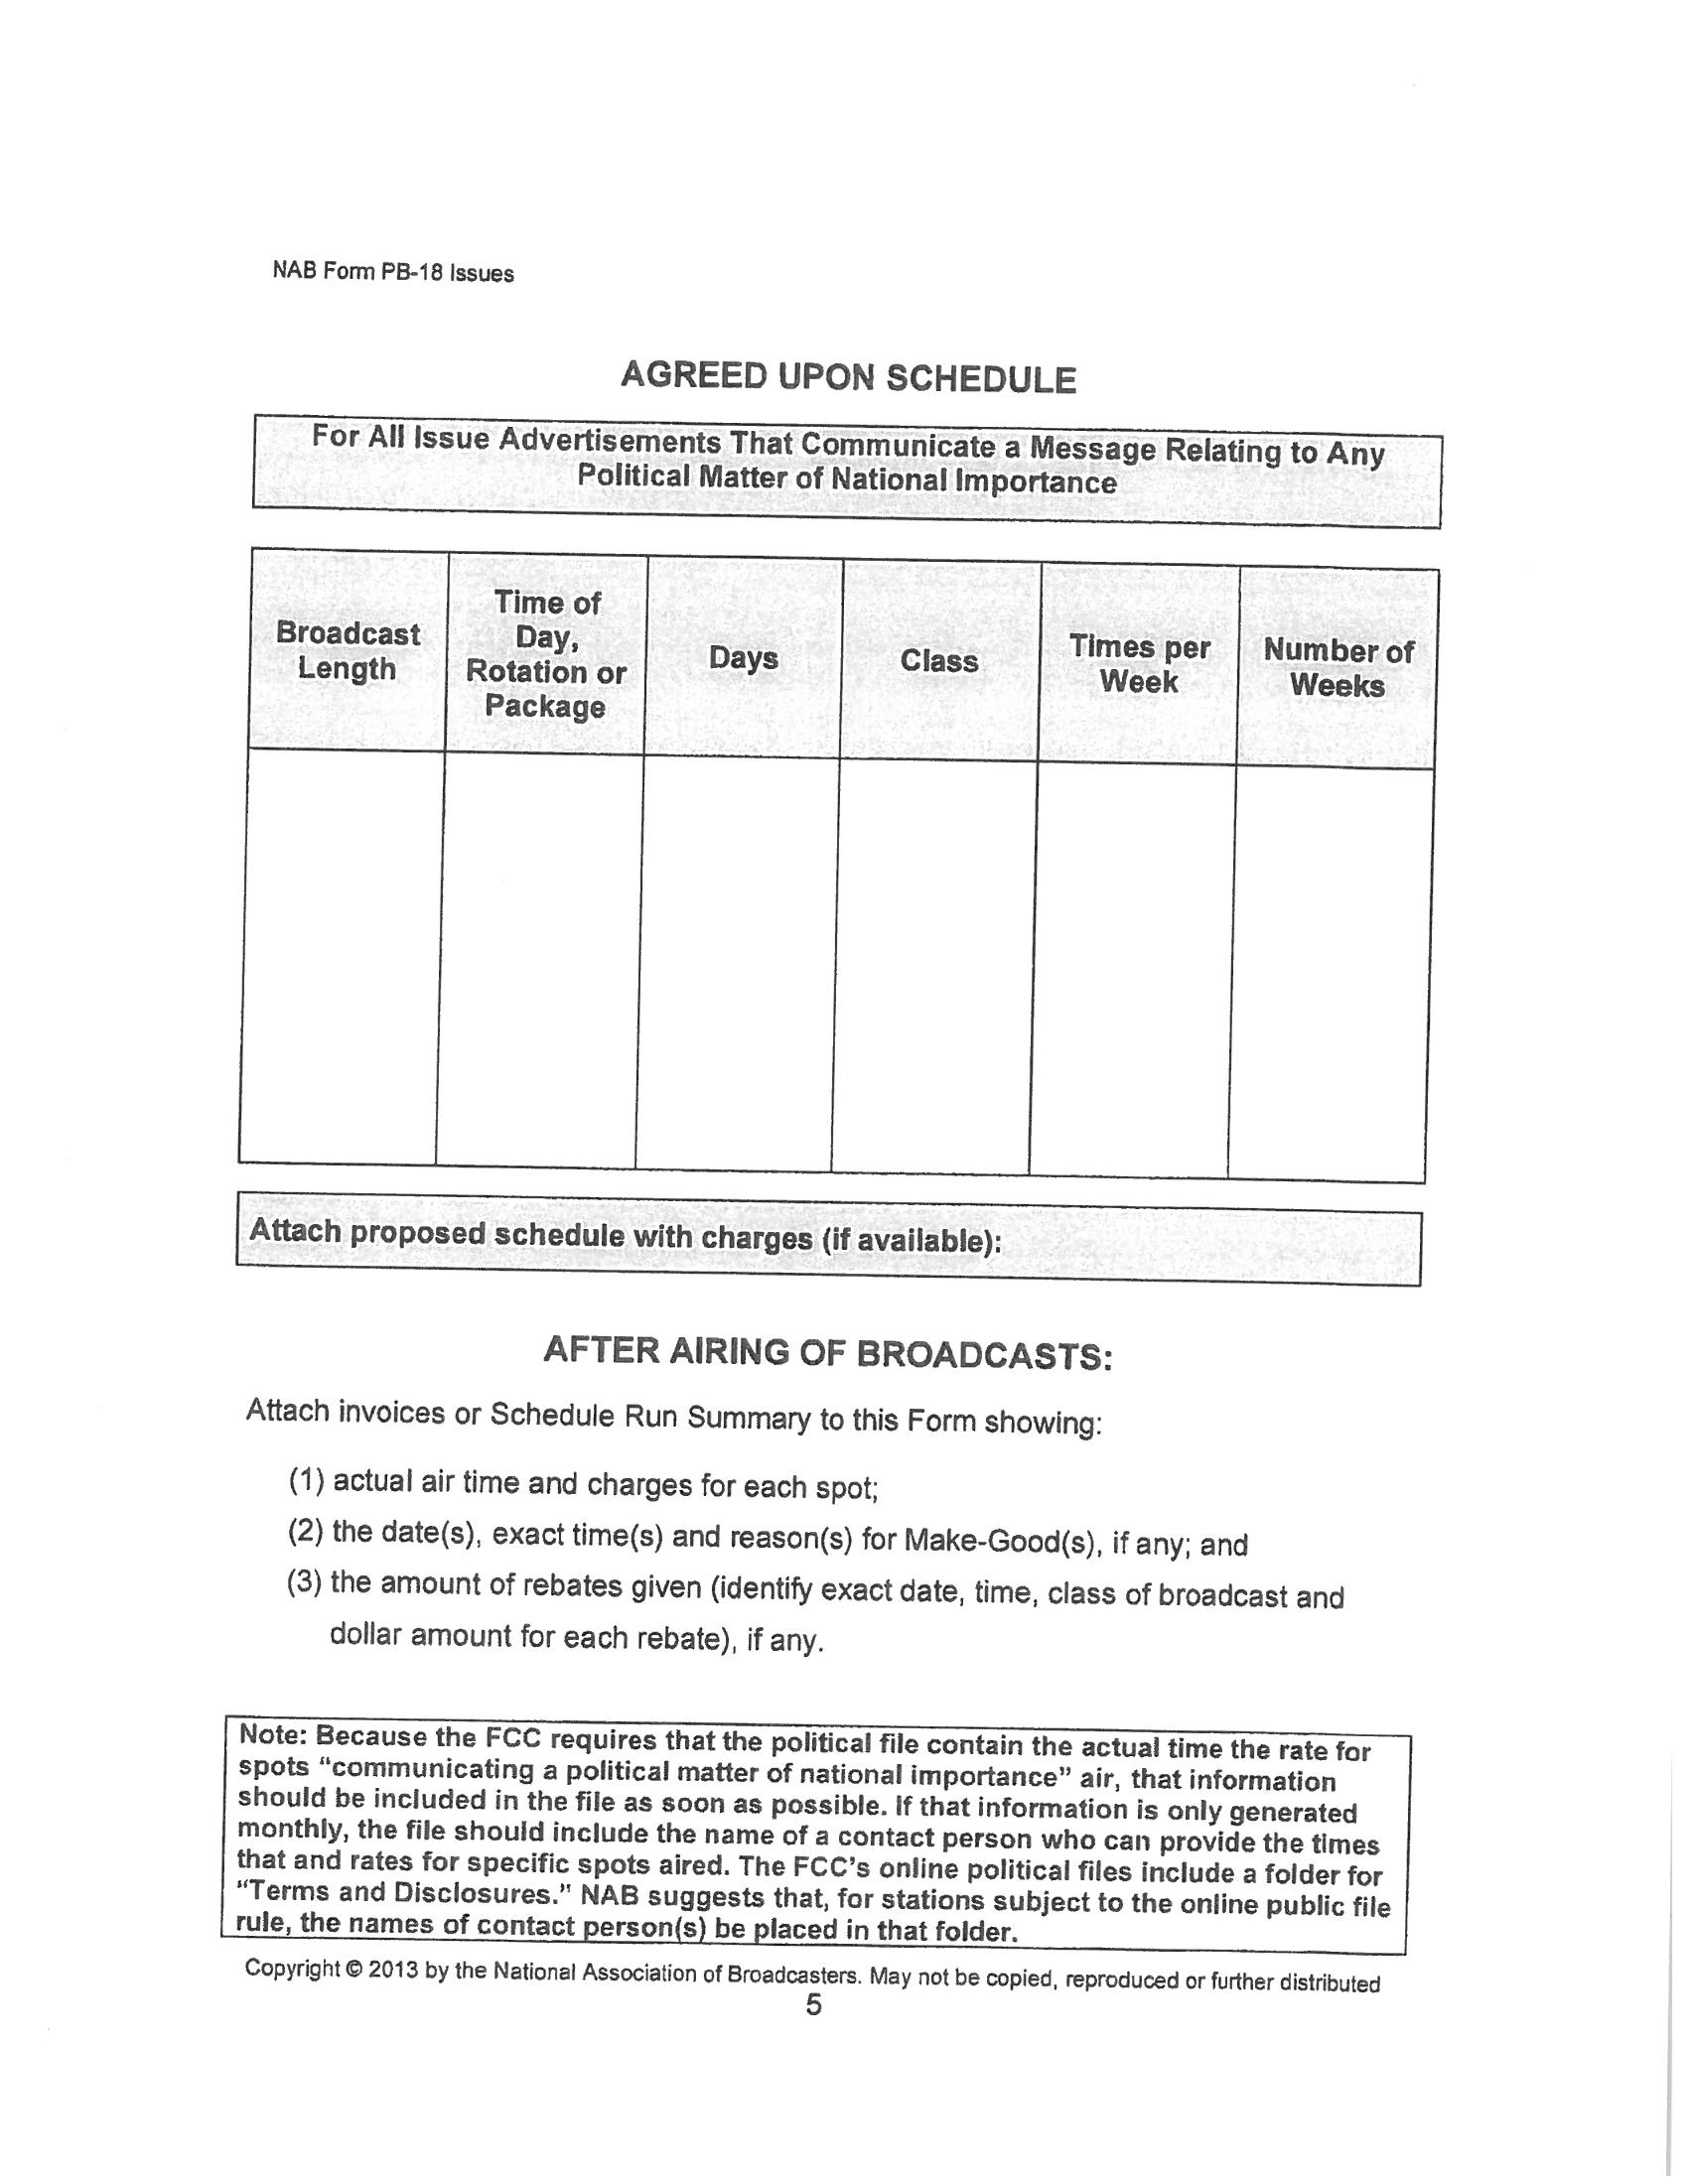 NAB Form PB-18 Issues
AGREED UPON SCHEDULE
For All Issue Advertisements That Communicate a Message Relating to Any
Political Matter of National Importance
Broadcast
Length
Time of
Day,
Rotation or
Package
Days
Class
Times per
Week
Number of
Weeks
Attach proposed schedule with charges (if available):
AFTER AIRING OF BROADCASTS:
Attach invoices or Schedule Run Summary to this Form showing:
(1) actual air time and charges for each spot;
(2) the date(s), exact time(s) and reason(s) for Make-Good(s), if any; and
(3) the amount of rebates given (identify exact date, time, class of broadcast and
dollar amount for each rebate), if any.
Note: Because the FCC requires that the political file contain the actual time the rate for
spots “communicating a political matter of national importance” air, that information
should be included in the file as soon as possible. If that information is only generated
monthly, the file should include the name of a contact person who can provide the times
that and rates for specific spots aired. The FCC’s online political files include a folder for
“Terms and Disclosures.” NAB suggests that, for stations subject to the online public file
rule, the names of contact person(s) be placed in that folder.
Copyright © 2013 by the National Association of Broadcasters. May not be copied, reproduced or further distributed
5